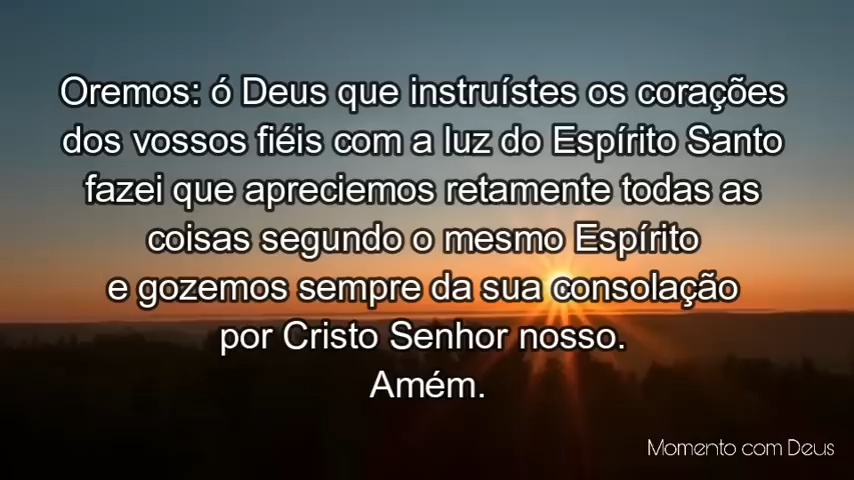 Oremos: ó Deus que instruístes os corações
dos vossos fiéis com a luz do Espírito Santo
fazei que apreciemos retamente todas as
coisas segundo o mesmo Espírito
e gozemos sempre da sua consolação
por Cristo Senhor nosso.
Amém.
Momento com Deus